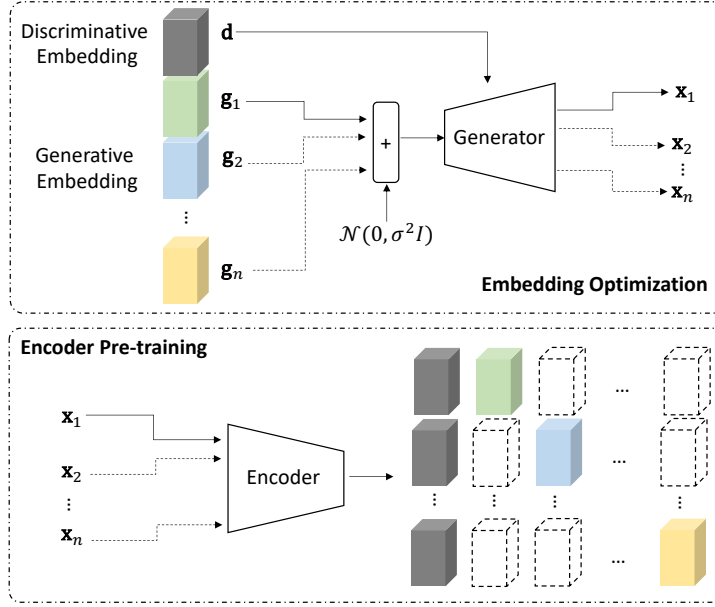 Discriminative
Embedding
d
g₁
Generative
Embedding
g₂
⋮
gₙ
+
𝒩(0, σ²I)
Generator
x₁
x₂
⋮
xₙ
Embedding Optimization
Encoder Pre-training
x₁
x₂
⋮
xₙ
Encoder
...
...
⋮ ⋮ ⋮ ⋮
...